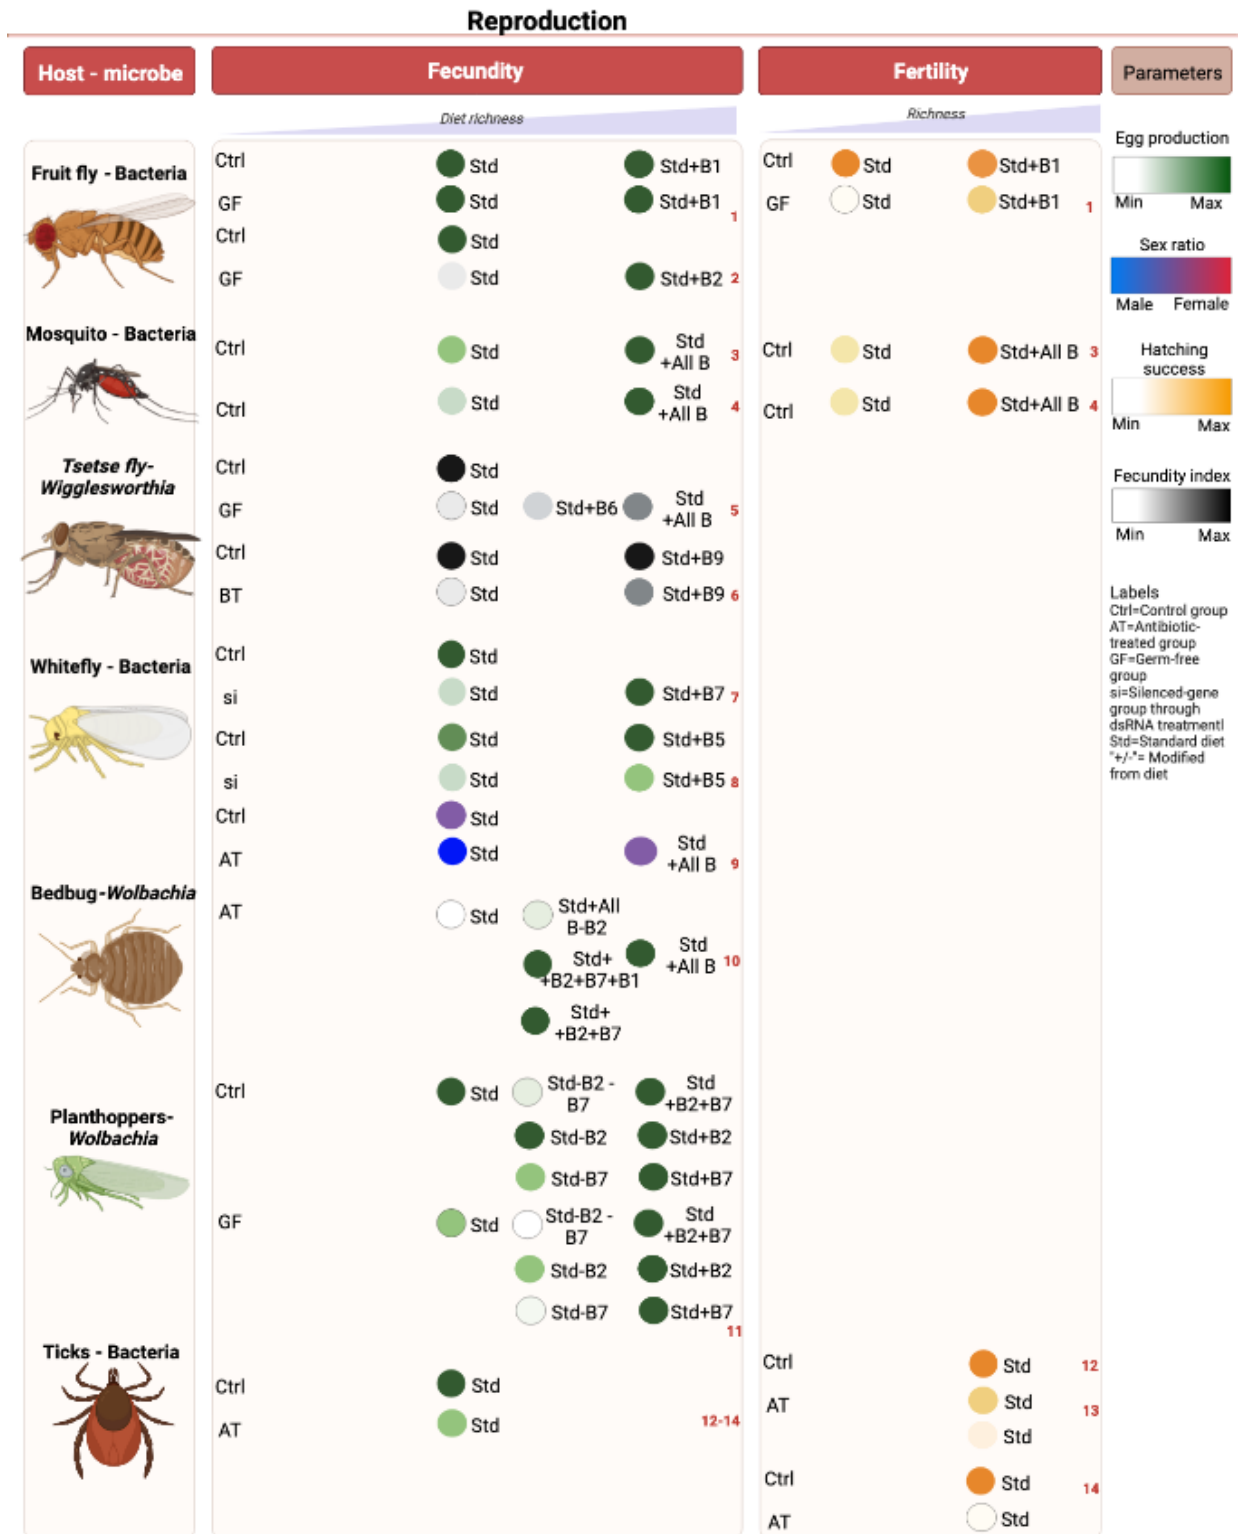 Reproduction
Host - microbe
Fecundity
Fertility
Parameters
Diet richness
Richness
Fruit fly - Bacteria
Ctrl Std Std+B1
GF Std Std+B1 1
Ctrl Std
GF Std Std+B2 2
Ctrl Std Std+B1
GF Std Std+B1 1
Mosquito - Bacteria
Ctrl Std Std
+All B 3
Ctrl Std Std
+All B 4
Ctrl Std Std+All B 3
Ctrl Std Std+All B 4
Tsetse fly-
Wigglesworthia
Ctrl Std
GF Std Std+B6 Std
+All B 5
Ctrl Std Std+B9
BT Std Std+B9 6
Whitefly - Bacteria
Ctrl Std
si Std Std+B7 7
Ctrl Std Std+B5
si Std Std+B5 8
Ctrl Std
AT Std Std
+All B 9
Bedbug-Wolbachia
AT Std Std+All
B-B2
Std
+All B 10
Std+
+B2+B7+B1
Std+
+B2+B7
Planthoppers-
Wolbachia
Ctrl Std Std-B2 -
B7
Std
+B2+B7
Std-B2 Std+B2
Std-B7 Std+B7
GF Std Std-B2 -
B7
Std
+B2+B7
Std-B2 Std+B2
Std-B7 Std+B7
11
Ticks - Bacteria
Ctrl Std
AT Std 12-14
Ctrl Std 12
AT Std 13
Std
Ctrl Std 14
AT Std
Egg production
Min Max
Sex ratio
Male Female
Hatching
success
Min Max
Fecundity index
Min Max
Labels
Ctrl=Control group
AT=Antibiotic-
treated group
GF=Germ-free
group
si=Silenced-gene
group through
dsRNA treatmentl
Std=Standard diet
"+/-"= Modified
from diet